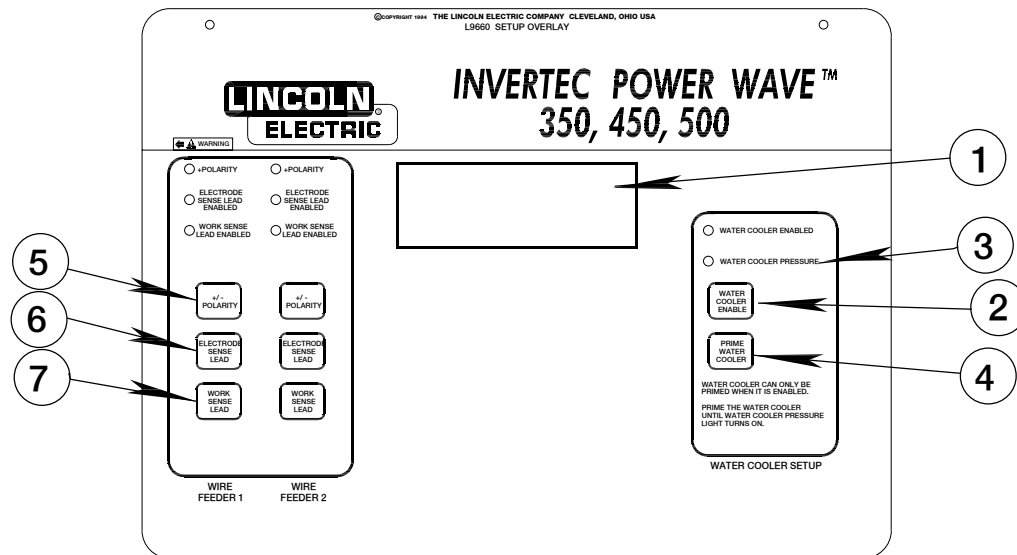 ©COPYRIGHT 1994 THE LINCOLN ELECTRIC COMPANY CLEVELAND, OHIO USA
L9660 SETUP OVERLAY
INVERTEC POWER WAVE™
350, 450, 500
LINCOLN®
ELECTRIC
WARNING
+POLARITY
ELECTRODE
SENSE LEAD
ENABLED
WORK SENSE
LEAD ENABLED
+/-
POLARITY
ELECTRODE
SENSE
LEAD
WORK
SENSE
LEAD
WIRE
FEEDER 1
+POLARITY
ELECTRODE
SENSE LEAD
ENABLED
WORK SENSE
LEAD ENABLED
+/-
POLARITY
ELECTRODE
SENSE
LEAD
WORK
SENSE
LEAD
WIRE
FEEDER 2
WATER COOLER ENABLED
WATER COOLER PRESSURE
WATER
COOLER
ENABLE
PRIME
WATER
COOLER
WATER COOLER CAN ONLY BE
PRIMED WHEN IT IS ENABLED.
PRIME THE WATER COOLER
UNTIL WATER COOLER PRESSURE
LIGHT TURNS ON.
WATER COOLER SETUP
1
3
2
4
5
6
7